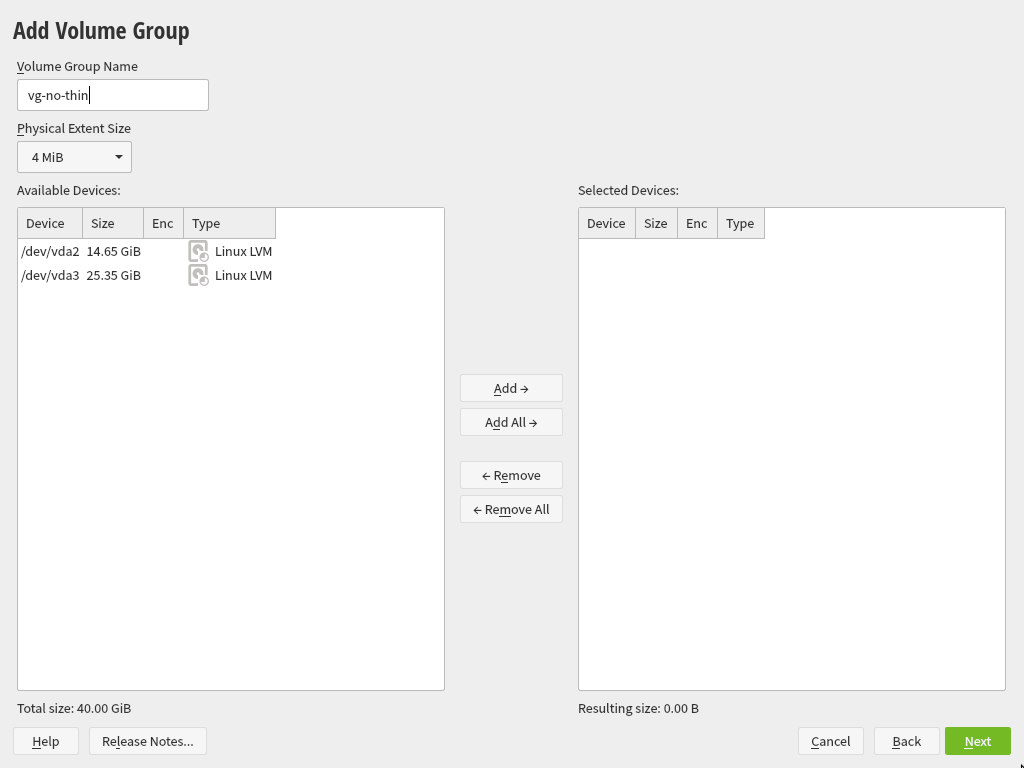 Add Volume Group
Volume Group Name
vg-no-thin
Physical Extent Size
4 MiB
Available Devices:
Device Size Enc Type
/dev/vda2 14.65 GiB Linux LVM
/dev/vda3 25.35 GiB Linux LVM
Total size: 40.00 GiB
Add →
Add All →
← Remove
← Remove All
Selected Devices:
Device Size Enc Type
Resulting size: 0.00 B
Help Release Notes... Cancel Back Next